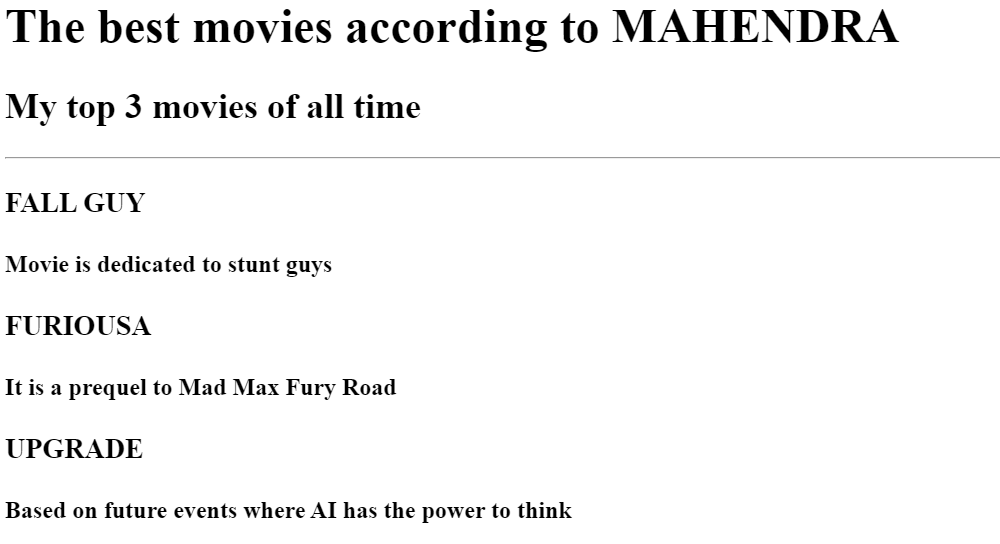 The best movies according to MAHENDRA
My top 3 movies of all time
FALL GUY
Movie is dedicated to stunt guys
FURIOUSA
It is a prequel to Mad Max Fury Road
UPGRADE
Based on future events where AI has the power to think